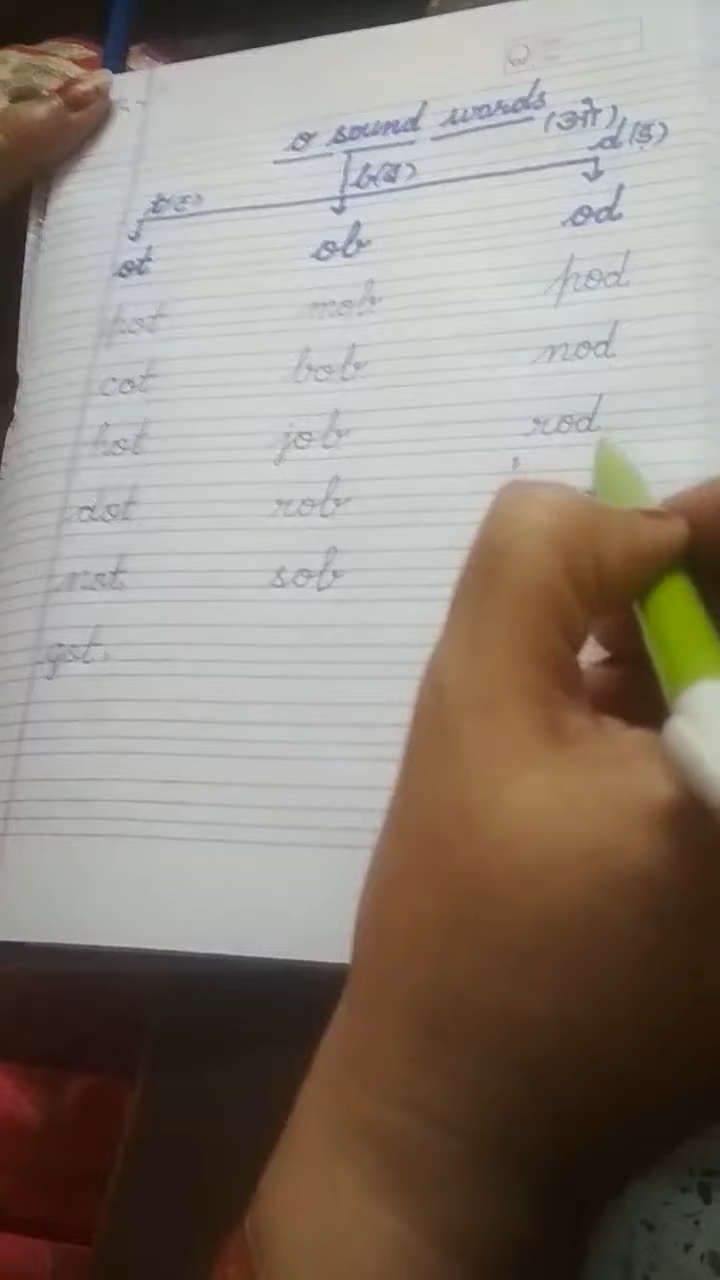 o sound words (ओ)
t(ट) b(ब) d(ड)
ot ob od
pot mob pod
cot bob nod
hot job rod
dot rob
not sob
got